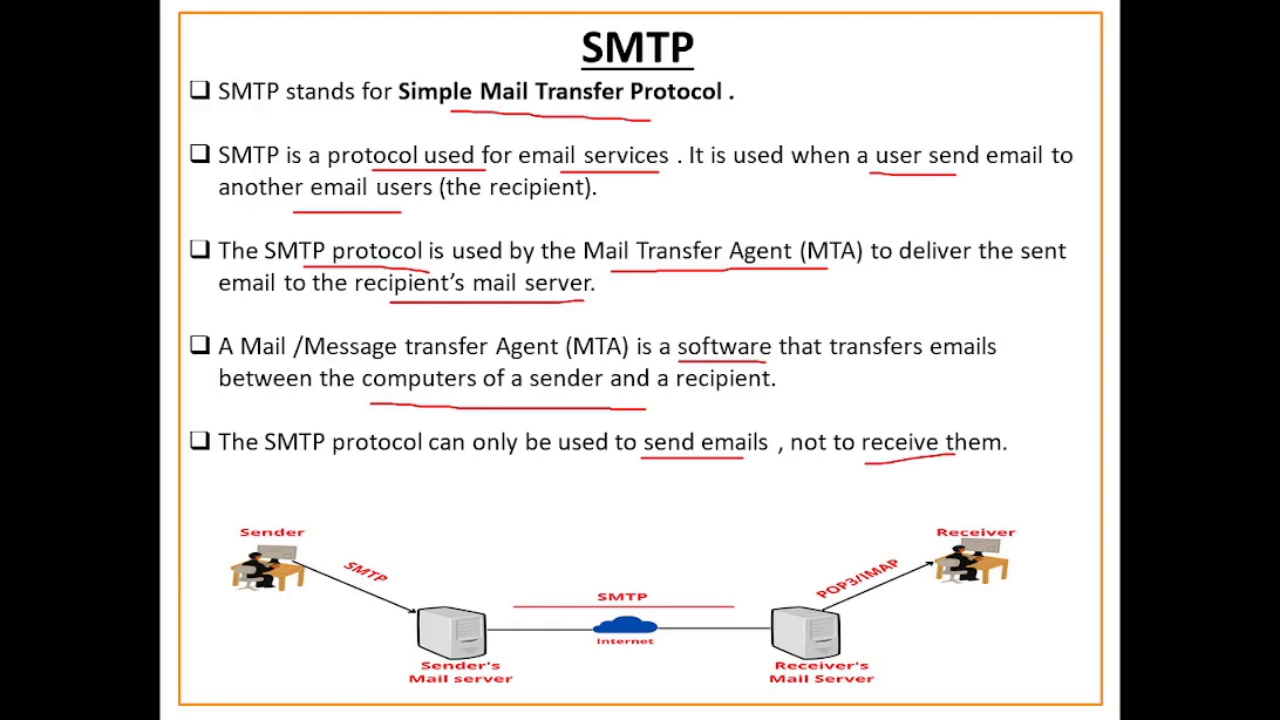 SMTP
❑ SMTP stands for Simple Mail Transfer Protocol .
❑ SMTP is a protocol used for email services . It is used when a user send email to
another email users (the recipient).
❑ The SMTP protocol is used by the Mail Transfer Agent (MTA) to deliver the sent
email to the recipient's mail server.
❑ A Mail /Message transfer Agent (MTA) is a software that transfers emails
between the computers of a sender and a recipient.
❑ The SMTP protocol can only be used to send emails , not to receive them.
Sender
Receiver
SMTP
POP3/IMAP
SMTP
Internet
Sender's
Mail server
Receiver's
Mail Server